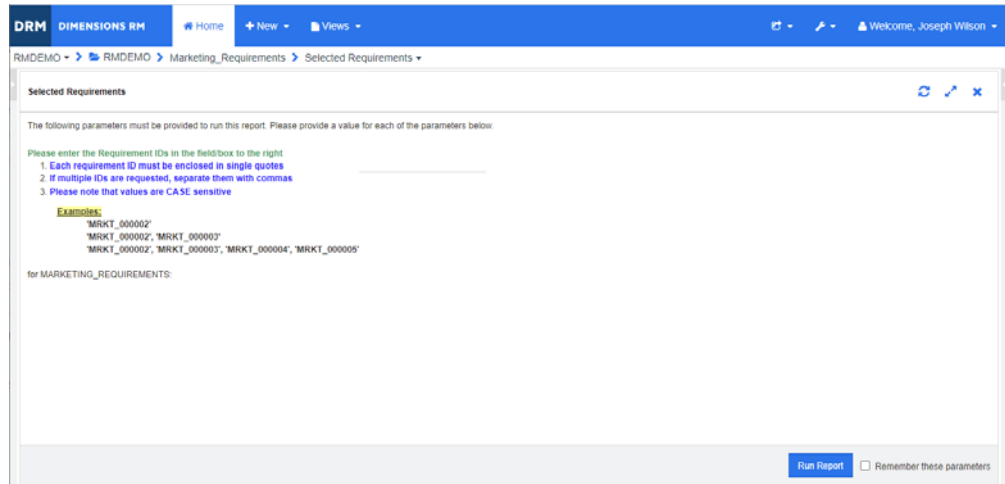 DRM DIMENSIONS RM Home New Views Welcome, Joseph Wilson
RMDEMO RMDEMO Marketing_Requirements Selected Requirements
Selected Requirements
The following parameters must be provided to run this report. Please provide a value for each of the parameters below.
Please enter the Requirement IDs in the field/box to the right
1. Each requirement ID must be enclosed in single quotes
2. If multiple IDs are requested, separate them with commas
3. Please note that values are CASE sensitive
Examples:
'MRKT_000002'
'MRKT_000002', 'MRKT_000003'
'MRKT_000002', 'MRKT_000003', 'MRKT_000004', 'MRKT_000005'
for MARKETING_REQUIREMENTS:
Run Report Remember these parameters